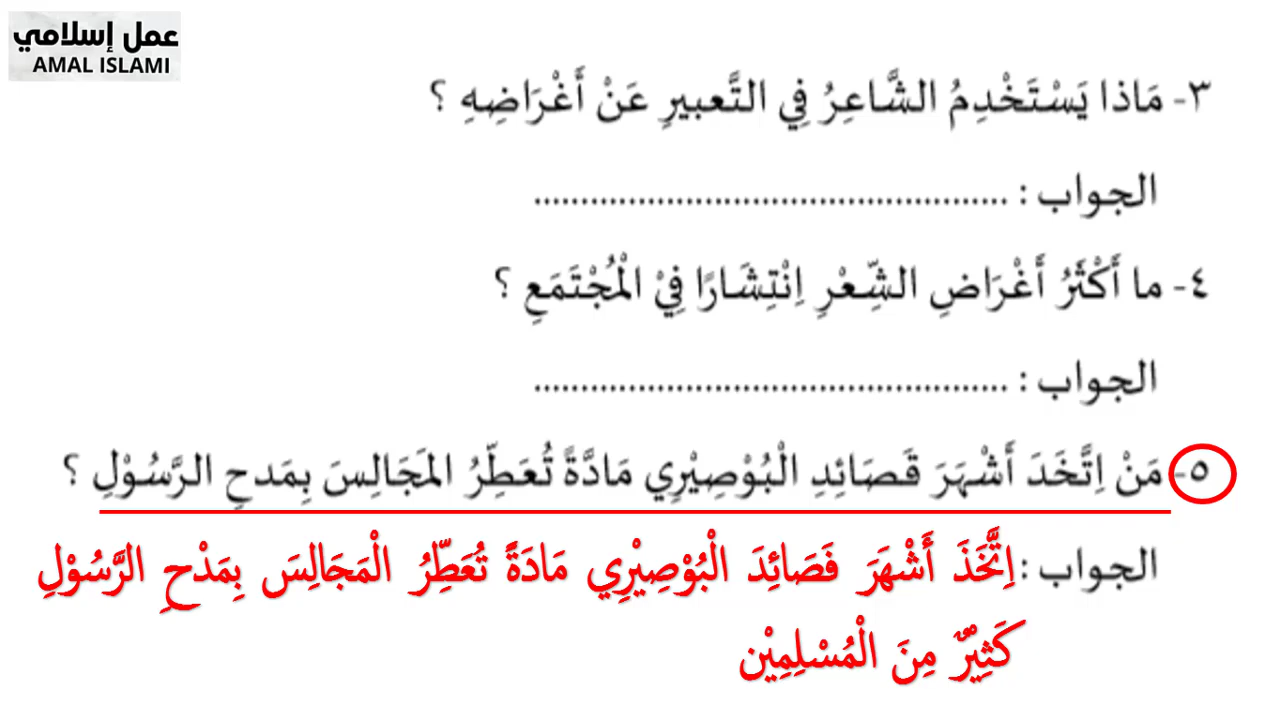 عمل إسلامي
AMAL ISLAMI
٣- مَاذا يَسْتَخْدِمُ الشَّاعِرُ فِي التَّعبيرِ عَنْ أَغْرَاضِهِ ؟
الجواب : ................................................
٤- ما أَكْثَرُ أَغْرَاضِ الشِّعْرِ اِنْتِشَارًا فِيْ الْمُجْتَمَعِ ؟
الجواب : ................................................
٥- مَنْ اِتَّخَدَ أَشْهَرَ قَصَائِدِ الْبُوْصِيْرِي مَادَّةً تُعَطِّرُ المَجَالِسَ بِمَدحِ الرَّسُوْلِ ؟
الجواب : اِتَّخَذَ أَشْهَرَ فَصَائِدَ الْبُوْصِيْرِي مَادَةً تُعَطِّرُ الْمَجَالِسَ بِمَدْحِ الرَّسُوْلِ
كَثِيْرٌ مِنَ الْمُسْلِمِيْن